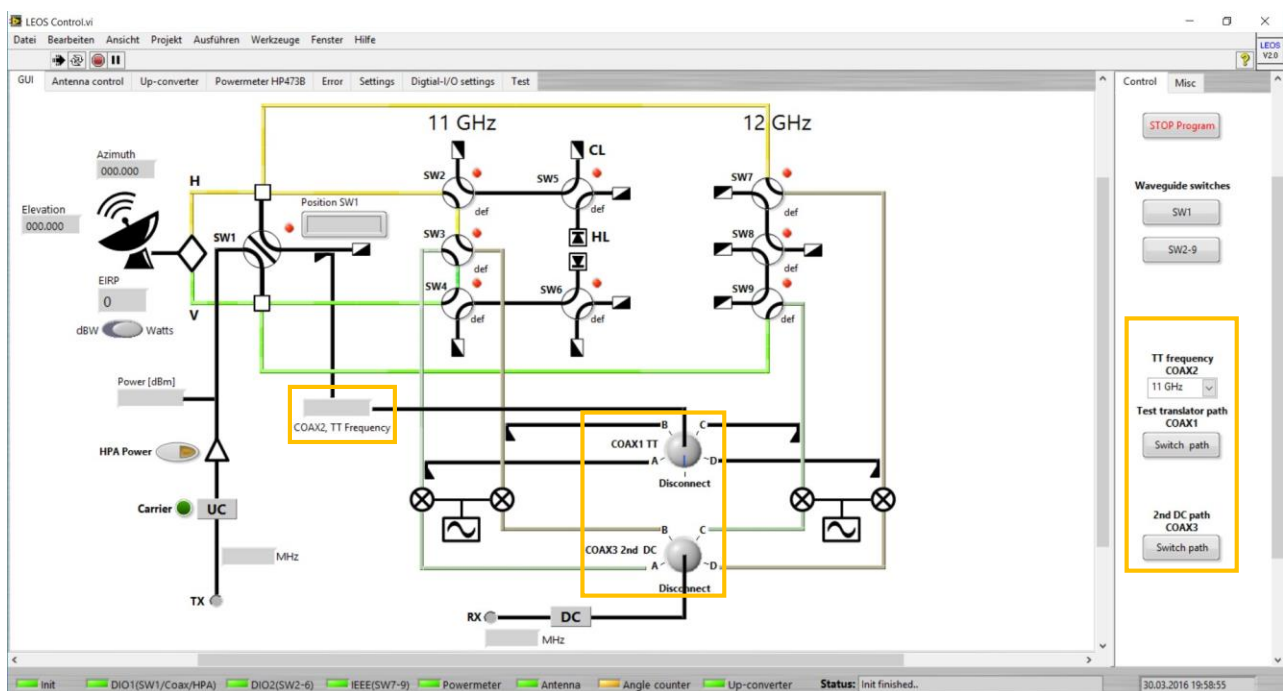 LEOS Control.vi
Datei Bearbeiten Ansicht Projekt Ausführen Werkzeuge Fenster Hilfe
LEOS
V2.0
GUI Antenna control Up-converter Powermeter HP473B Error Settings Digtial-I/O settings Test
Control Misc
11 GHz 12 GHz
STOP Program
Azimuth
000.000
CL
SW2 SW5 SW7
def def def
H
Position SW1
Waveguide switches
SW1
Elevation
000.000
SW1 SW3 HL SW8
def def
SW2-9
EIRP
0
SW4 SW6 SW9
def def def
V
dBW Watts
TT frequency
COAX2
11 GHz
Power [dBm]
COAX2, TT Frequency
Test translator path
COAX1
Switch path
B C
COAX1 TT
A D
Disconnect
HPA Power
Carrier UC
2nd DC path
COAX3
Switch path
B C
COAX3 2nd DC
A D
Disconnect
MHz
TX
RX DC
MHz
Init DIO1(SW1/Coax/HPA) DIO2(SW2-6) IEEE(SW7-9) Powermeter Antenna Angle counter Up-converter Status: Init finished.. 30.03.2016 19:58:55